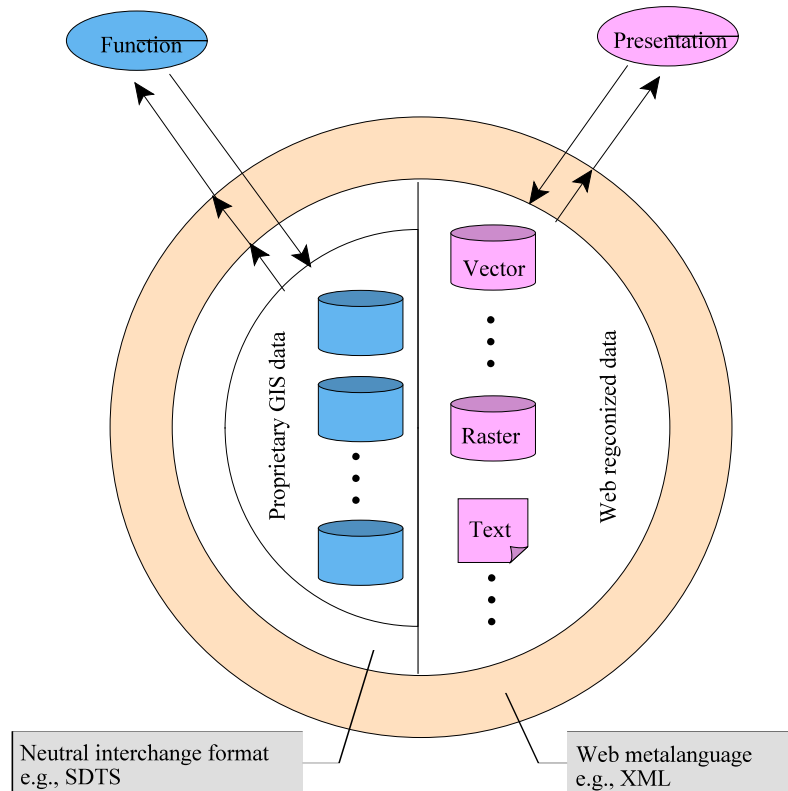 Function
Presentation
Vector
Raster
Text
Proprietary GIS data
Web regconized data
Neutral interchange format
e.g., SDTS
Web metalanguage
e.g., XML